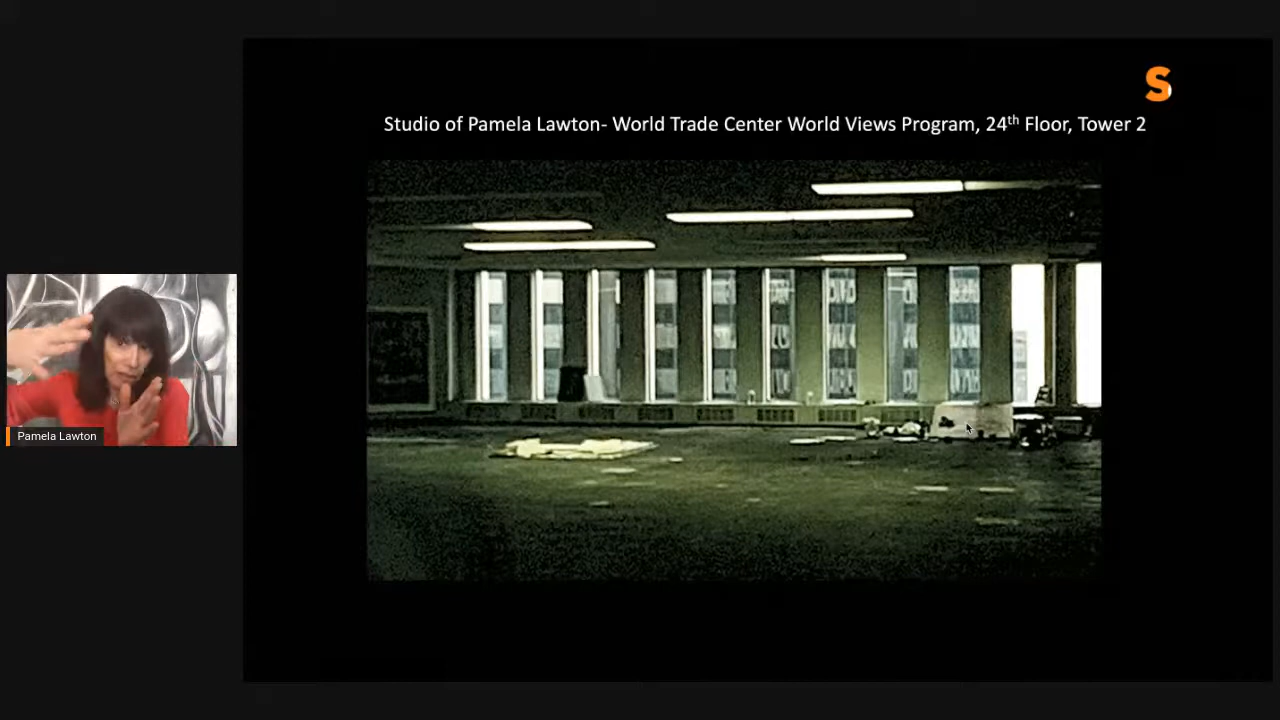 S
Studio of Pamela Lawton- World Trade Center World Views Program, 24th Floor, Tower 2
Pamela Lawton